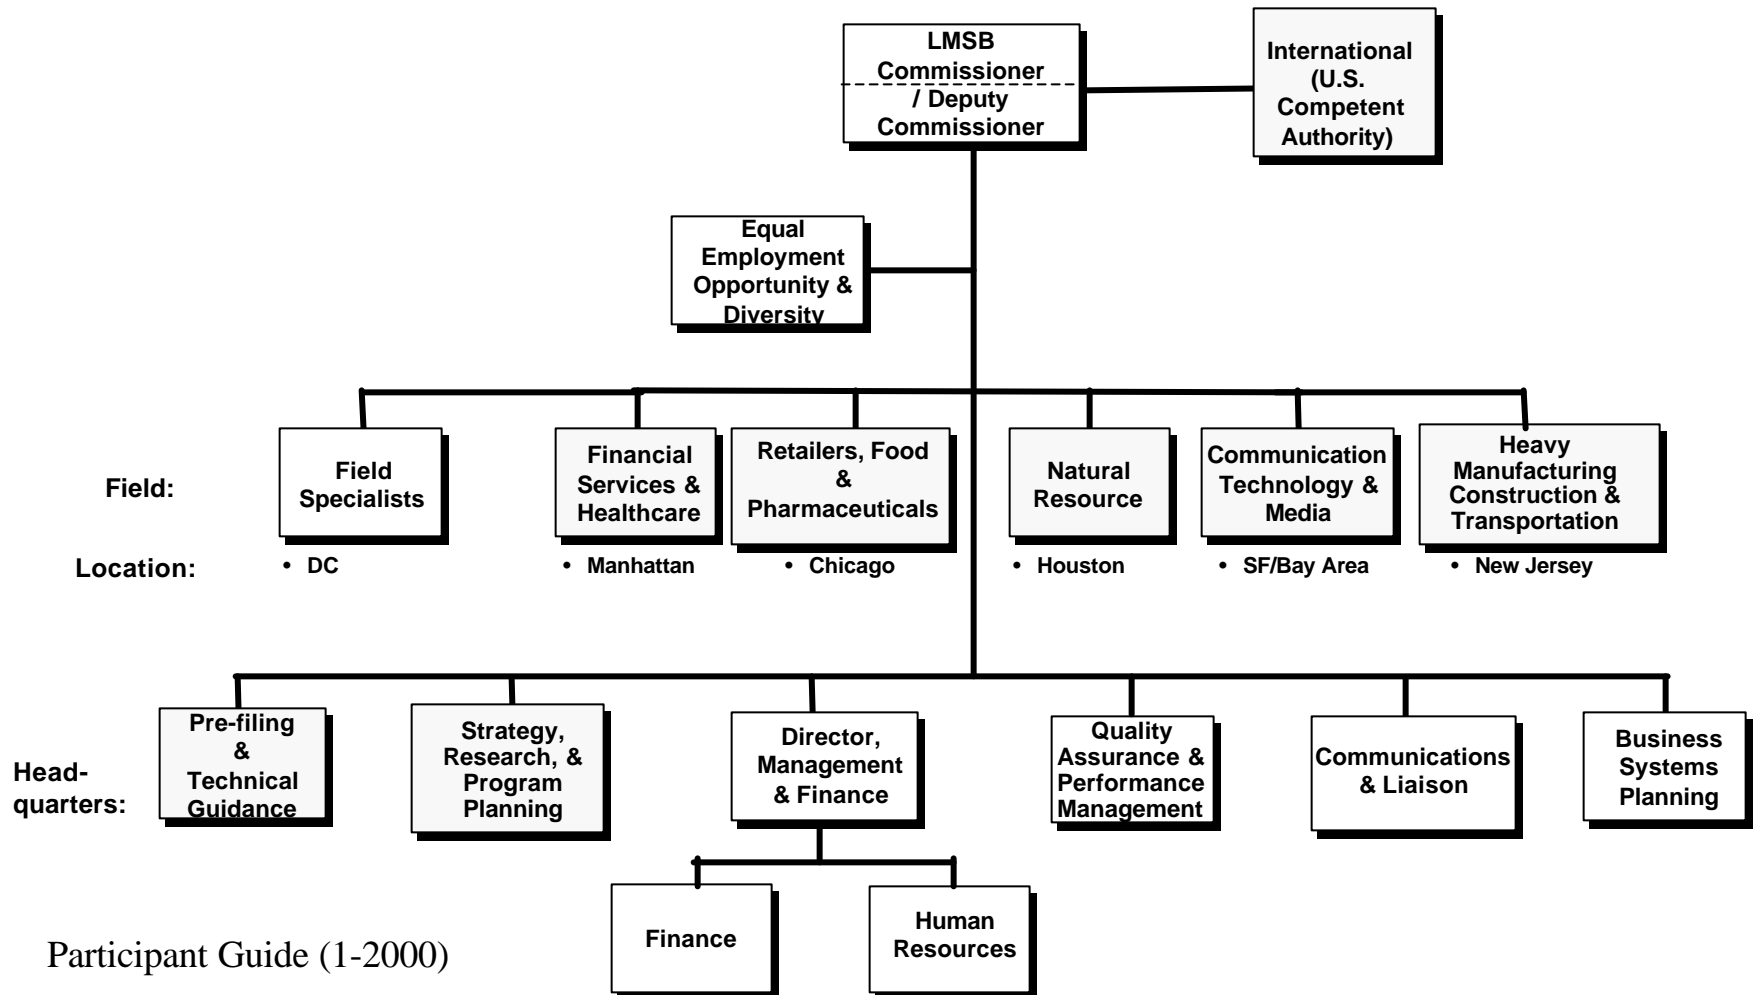 LMSB
Commissioner
/ Deputy
Commissioner
International
(U.S.
Competent
Authority)
Equal
Employment
Opportunity &
Diversity
Field:
Field
Specialists
Financial
Services &
Healthcare
Retailers, Food
&
Pharmaceuticals
Natural
Resource
Communication
Technology &
Media
Heavy
Manufacturing
Construction &
Transportation
Location:
• DC
• Manhattan
• Chicago
• Houston
• SF/Bay Area
• New Jersey
Head-
quarters:
Pre-filing
&
Technical
Guidance
Strategy,
Research, &
Program
Planning
Director,
Management
& Finance
Quality
Assurance &
Performance
Management
Communications
& Liaison
Business
Systems
Planning
Finance
Human
Resources
Participant Guide (1-2000)